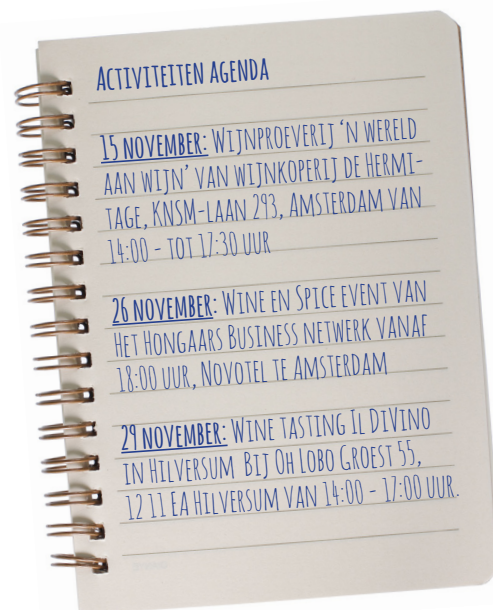 ACTIVITEITEN AGENDA
15 NOVEMBER: WIJNPROEVERIJ ‘N WERELD
AAN WIJN’ VAN WIJNKOPERIJ DE HERMI-
TAGE, KNSM-LAAN 293, AMSTERDAM VAN
14:00 - TOT 17:30 UUR
26 NOVEMBER: WINE EN SPICE EVENT VAN
HET HONGAARS BUSINESS NETWERK VANAF
18:00 UUR, NOVOTEL TE AMSTERDAM
29 NOVEMBER: WINE TASTING IL DIVINO
IN HILVERSUM BIJ OH LOBO GROEST 55,
12 11 EA HILVERSUM VAN 14:00 - 17:00 UUR.